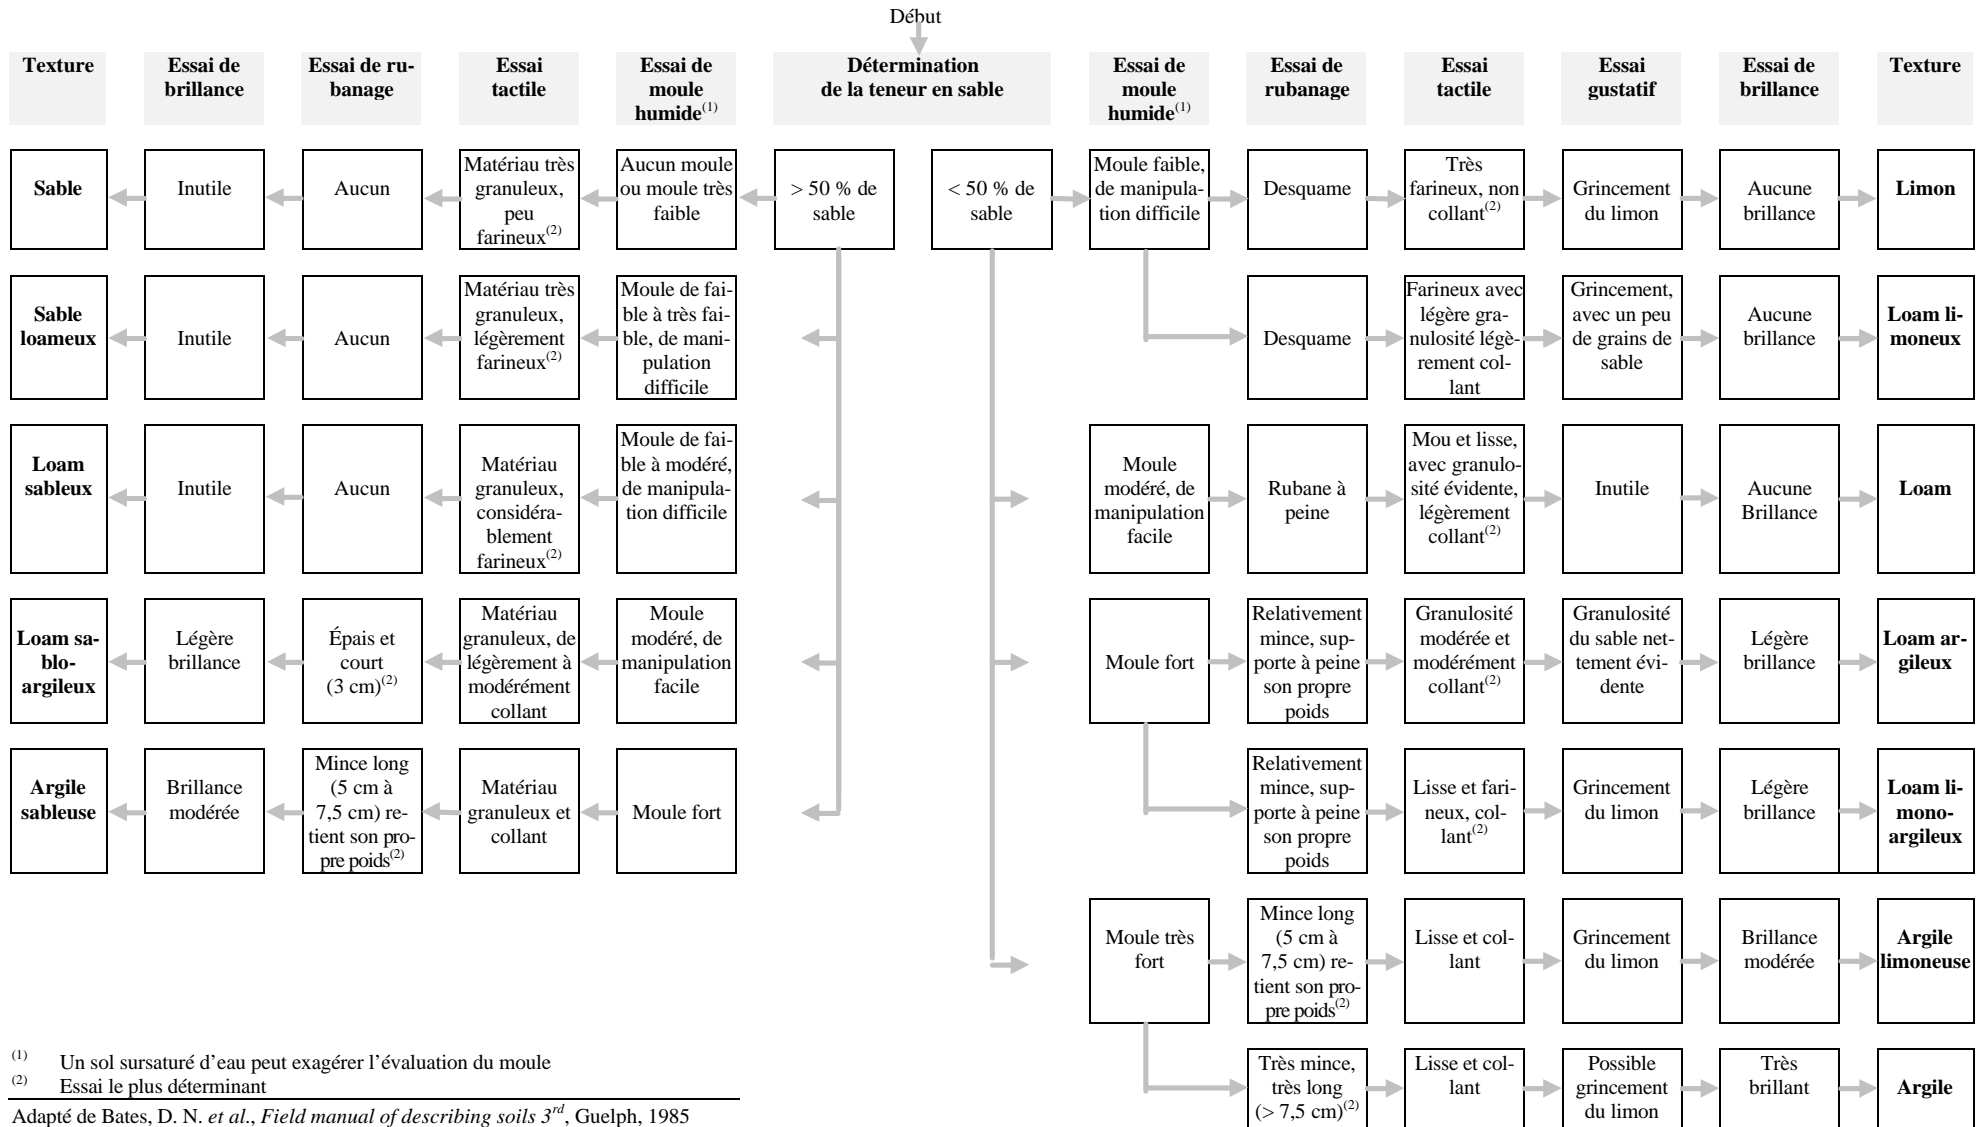 Début
Texture
Essai de
brillance
Essai de ru-
banage
Essai
tactile
Essai de
moule
humide(1)
Détermination
de la teneur en sable
Essai de
moule
humide(1)
Essai de
rubanage
Essai
tactile
Essai
gustatif
Essai de
brillance
Texture
Sable
Inutile
Aucun
Matériau très
granuleux,
peu
farineux(2)
Aucun moule
ou moule très
faible
> 50 % de
sable
< 50 % de
sable
Moule faible,
de manipula-
tion difficile
Desquame
Très
farineux, non
collant(2)
Grincement
du limon
Aucune
brillance
Limon
Sable
loameux
Inutile
Aucun
Matériau très
granuleux,
légèrement
farineux(2)
Moule de fai-
ble à très fai-
ble, de mani-
pulation
difficile
Desquame
Farineux avec
légère gra-
nulosité légè-
rement col-
lant
Grincement,
avec un peu
de grains de
sable
Aucune
brillance
Loam li-
moneux
Loam
sableux
Inutile
Aucun
Matériau
granuleux,
considéra-
blement
farineux(2)
Moule de fai-
ble à modéré,
de manipula-
tion difficile
Moule
modéré, de
manipulation
facile
Rubane à
peine
Mou et lisse,
avec granulo-
sité évidente,
légèrement
collant(2)
Inutile
Aucune
Brillance
Loam
Loam sa-
blo-
argileux
Légère
brillance
Épais et
court
(3 cm)(2)
Matériau
granuleux, de
légèrement à
modérément
collant
Moule
modéré, de
manipulation
facile
Moule fort
Relativement
mince, sup-
porte à peine
son propre
poids
Granulosité
modérée et
modérément
collant(2)
Granulosité
du sable net-
tement évi-
dente
Légère
brillance
Loam ar-
gileux
Argile
sableuse
Brillance
modérée
Mince long
(5 cm à
7,5 cm) re-
tient son pro-
pre poids(2)
Matériau
granuleux et
collant
Moule fort
Relativement
mince, sup-
porte à peine
son propre
poids
Lisse et fari-
neux, col-
lant(2)
Grincement
du limon
Légère
brillance
Loam li-
mono-
argileux
Moule très
fort
Mince long
(5 cm à
7,5 cm) re-
tient son pro-
pre poids(2)
Lisse et col-
lant
Grincement
du limon
Brillance
modérée
Argile
limoneuse
Très mince,
très long
(> 7,5 cm)(2)
Lisse et col-
lant
Possible
grincement
du limon
Très
brillant
Argile
(1) Un sol sursaturé d’eau peut exagérer l’évaluation du moule
(2) Essai le plus déterminant
Adapté de Bates, D. N. et al., Field manual of describing soils 3rd, Guelph, 1985